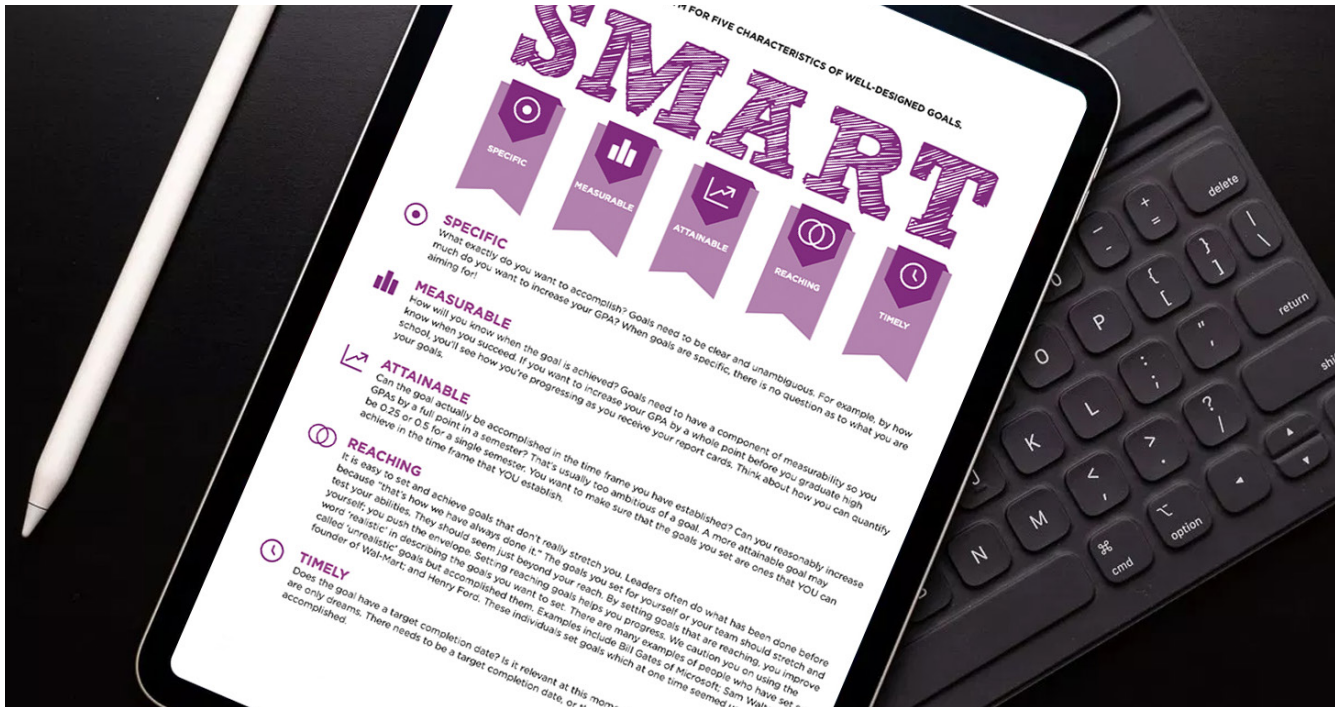 FOR FIVE CHARACTERISTICS OF WELL-DESIGNED GOALS.
SMART
SPECIFIC
MEASURABLE
ATTAINABLE
REACHING
TIMELY
SPECIFIC
What exactly do you want to accomplish? Goals need to be clear and unambiguous. For example, by how
much do you want to increase your GPA? When goals are specific, there is no question as to what you are
aiming for!
MEASURABLE
How will you know when the goal is achieved? Goals need to have a component of measurability so you
know when you succeed. If you want to increase your GPA by a whole point before you graduate high
school, you'll see how you're progressing as you receive your report cards. Think about how you can quantify
your goals.
ATTAINABLE
Can the goal actually be accomplished in the time frame you have established? Can you reasonably increase
GPAs by a full point in a semester? That's usually too ambitious of a goal. A more attainable goal may
be 0.25 or 0.5 for a single semester. You want to make sure that the goals you set are ones that YOU can
achieve in the time frame that YOU establish.
REACHING
It is easy to set and achieve goals that don't really stretch you. Leaders often do what has been done before
because "that's how we have always done it." The goals you set for yourself or your team should stretch and
test your abilities. They should seem just beyond your reach. By setting goals that are reaching, you improve
yourself; you push the envelope. Setting reaching goals helps you progress. We caution you on using the
word 'realistic' in describing the goals you want to set. There are many examples of people who have set
called 'unrealistic' goals but accomplished them. Examples include Bill Gates of Microsoft; Sam
founder of Wal-Mart; and Henry Ford. These individuals set goals which at one time seemed
TIMELY
Does the goal have a target completion date? Is it relevant at this
are only dreams. There needs to be a target completion date, or
accomplished.
- + = delete
P { [ } ] | \
O L : ; " ' return
K > . ? /
N M < ,
⌘ cmd ⌥ option